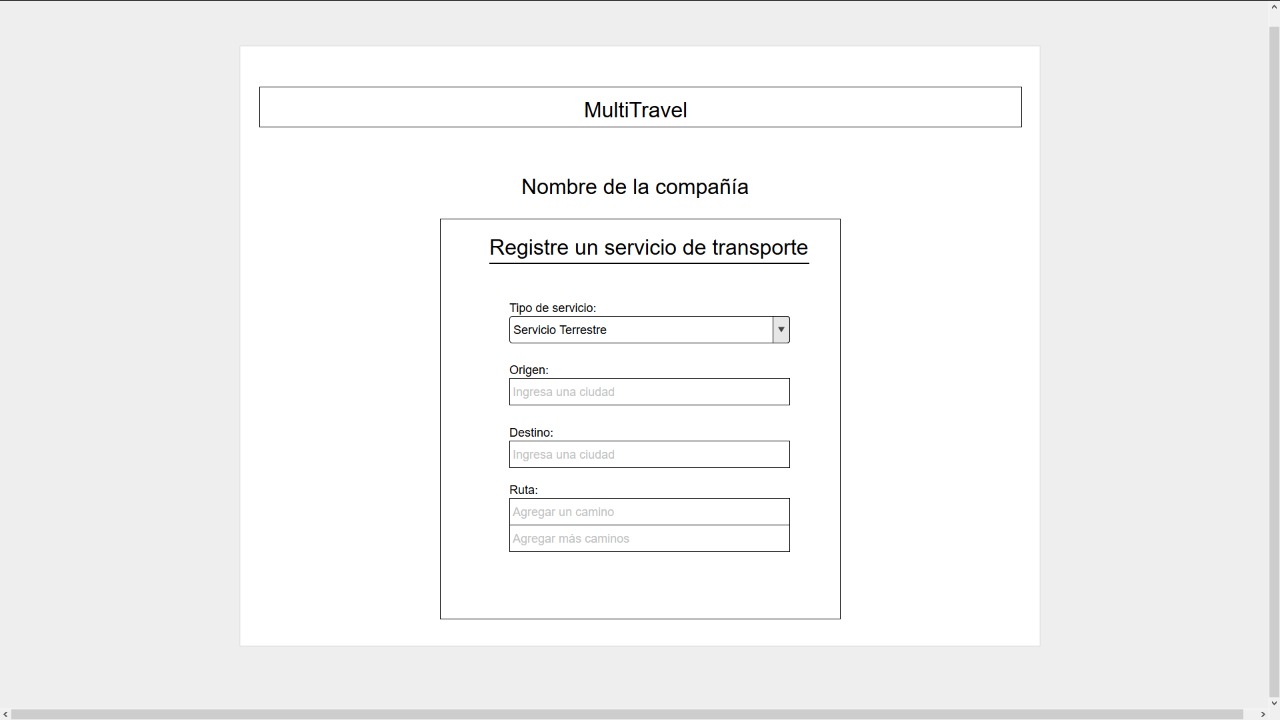 MultiTravel
Nombre de la compañía
Registre un servicio de transporte
Tipo de servicio:
Servicio Terrestre
Origen:
Ingresa una ciudad
Destino:
Ingresa una ciudad
Ruta:
Agregar un camino
Agregar más caminos